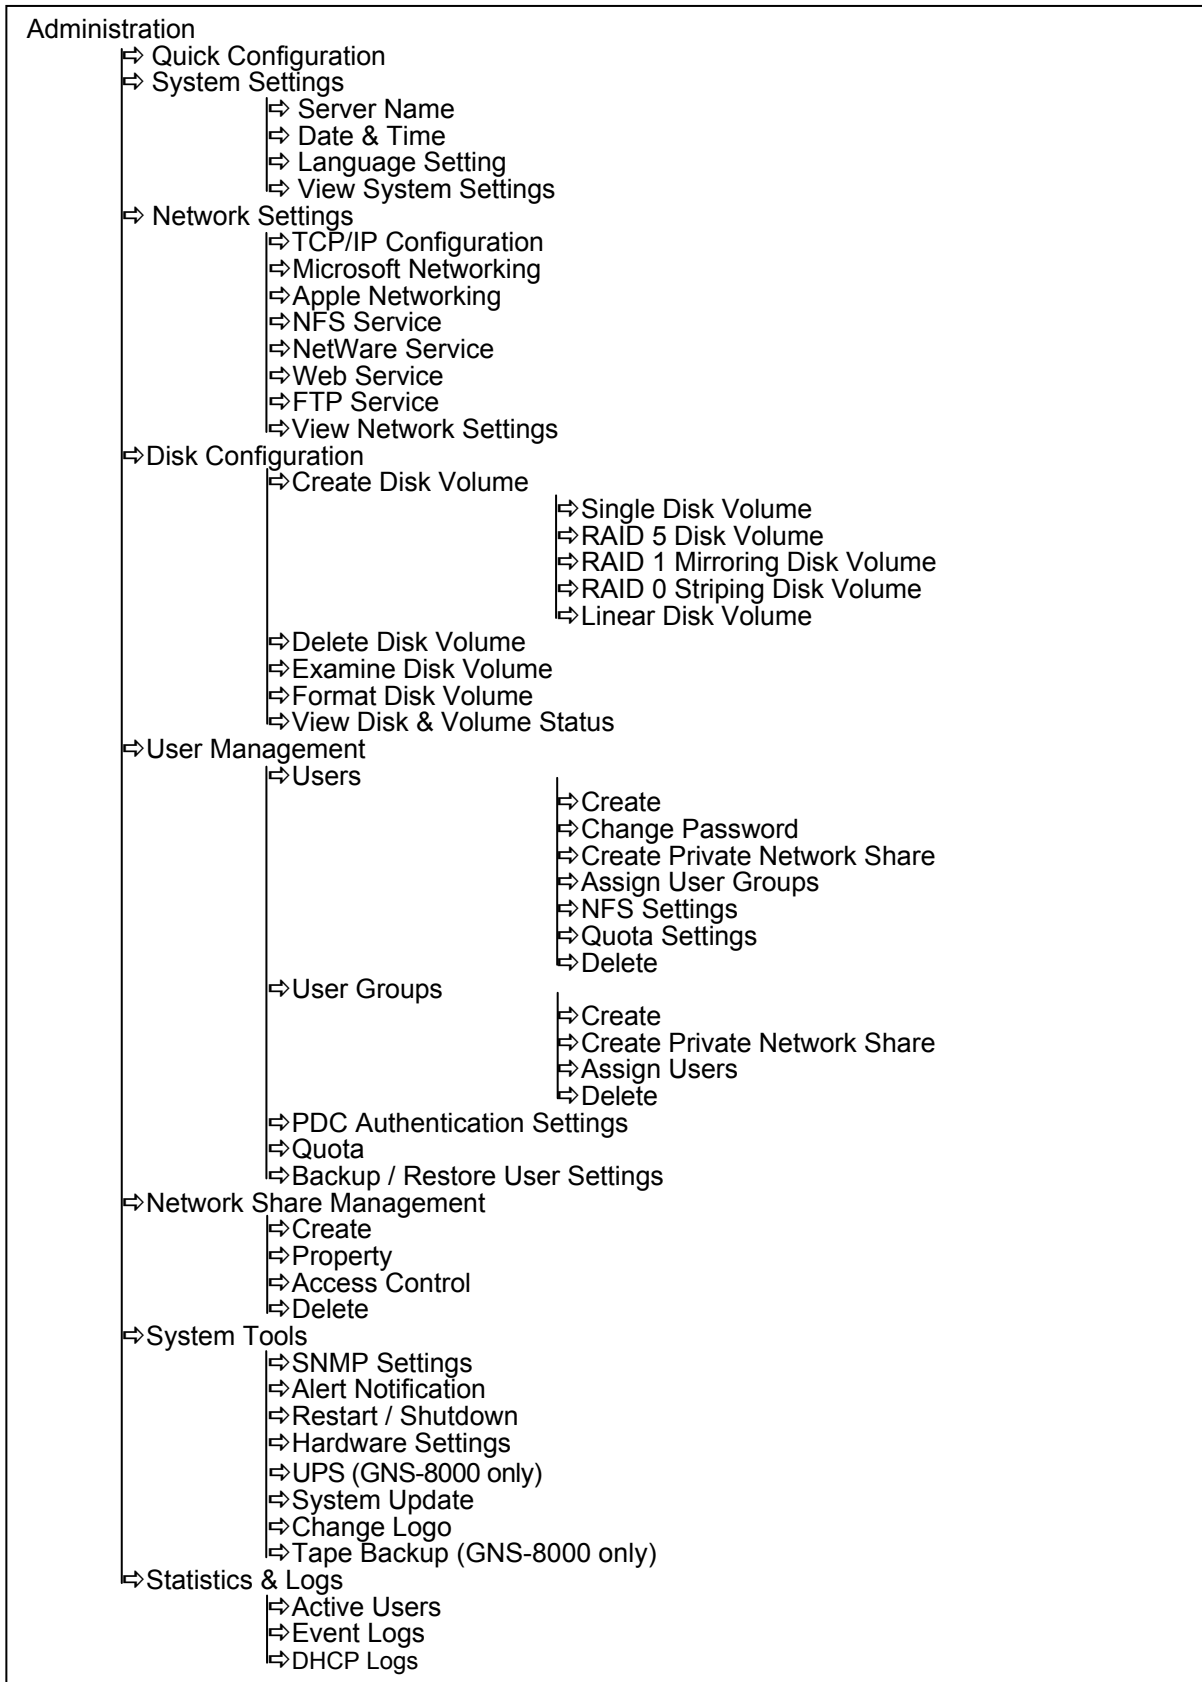 Administration
⇨ Quick Configuration
⇨ System Settings
⇨ Server Name
⇨ Date & Time
⇨ Language Setting
⇨ View System Settings
⇨ Network Settings
⇨TCP/IP Configuration
⇨Microsoft Networking
⇨Apple Networking
⇨NFS Service
⇨NetWare Service
⇨Web Service
⇨FTP Service
⇨View Network Settings
⇨Disk Configuration
⇨Create Disk Volume
⇨Single Disk Volume
⇨RAID 5 Disk Volume
⇨RAID 1 Mirroring Disk Volume
⇨RAID 0 Striping Disk Volume
⇨Linear Disk Volume
⇨Delete Disk Volume
⇨Examine Disk Volume
⇨Format Disk Volume
⇨View Disk & Volume Status
⇨User Management
⇨Users
⇨Create
⇨Change Password
⇨Create Private Network Share
⇨Assign User Groups
⇨NFS Settings
⇨Quota Settings
⇨Delete
⇨User Groups
⇨Create
⇨Create Private Network Share
⇨Assign Users
⇨Delete
⇨PDC Authentication Settings
⇨Quota
⇨Backup / Restore User Settings
⇨Network Share Management
⇨Create
⇨Property
⇨Access Control
⇨Delete
⇨System Tools
⇨SNMP Settings
⇨Alert Notification
⇨Restart / Shutdown
⇨Hardware Settings
⇨UPS (GNS-8000 only)
⇨System Update
⇨Change Logo
⇨Tape Backup (GNS-8000 only)
⇨Statistics & Logs
⇨Active Users
⇨Event Logs
⇨DHCP Logs